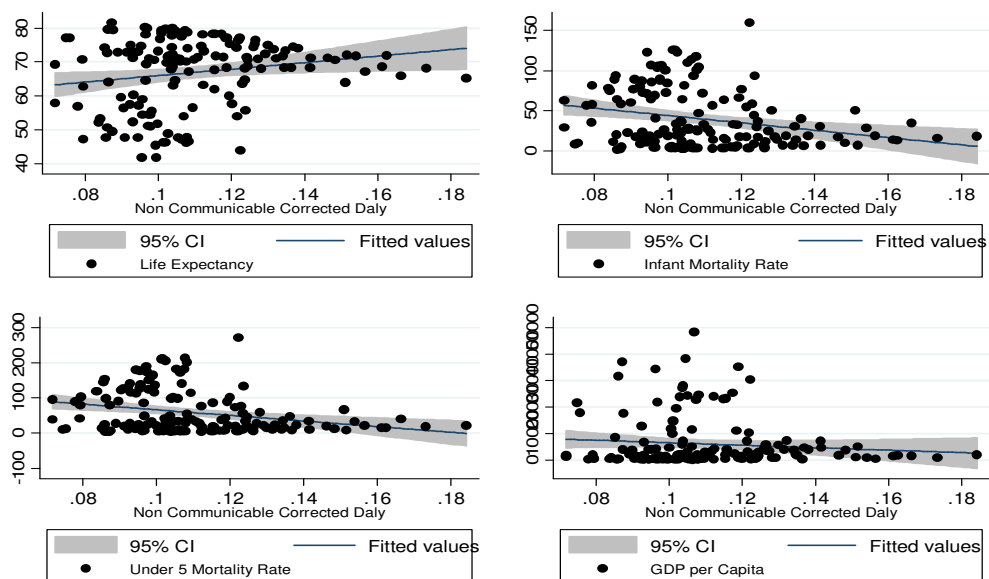 80
70
60
50
40
.08 .1 .12 .14 .16 .18
Non Communicable Corrected Daly
95% CI Fitted values
Life Expectancy
150
100
50
0
.08 .1 .12 .14 .16 .18
Non Communicable Corrected Daly
95% CI Fitted values
Infant Mortality Rate
300
200
100
0
-100
.08 .1 .12 .14 .16 .18
Non Communicable Corrected Daly
95% CI Fitted values
Under 5 Mortality Rate
.08 .1 .12 .14 .16 .18
Non Communicable Corrected Daly
95% CI Fitted values
GDP per Capita